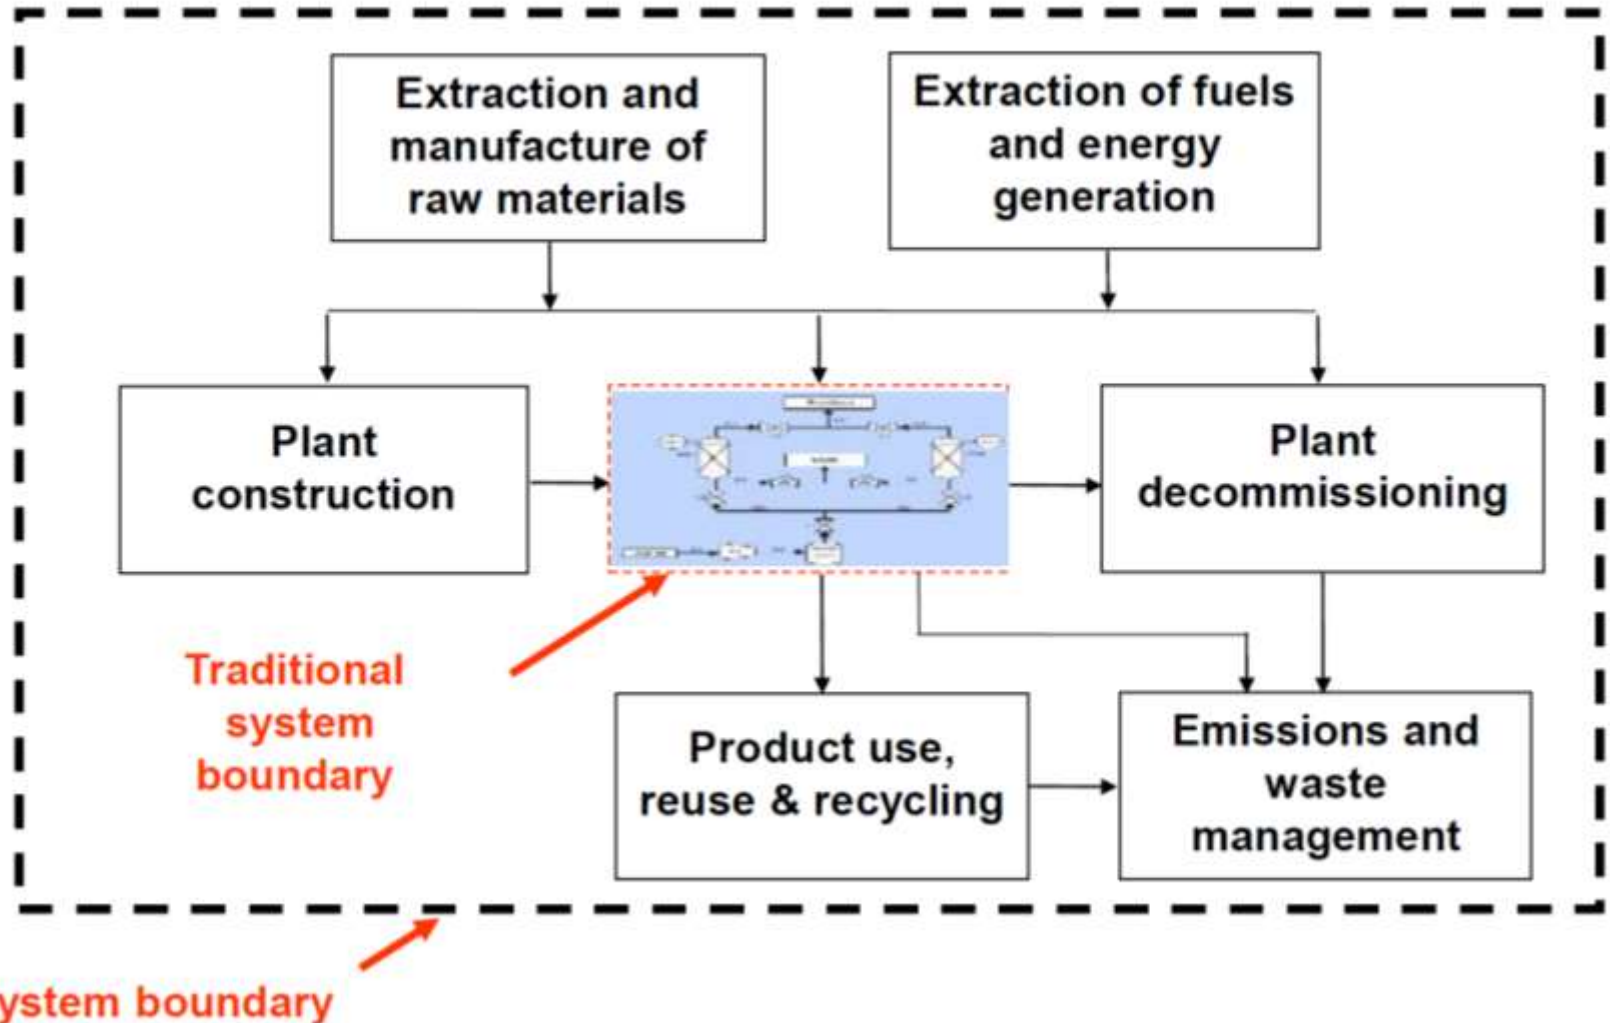 Extraction and
manufacture of
raw materials
Extraction of fuels
and energy
generation
Plant
construction
Plant
decommissioning
Traditional
system
boundary
Product use,
reuse & recycling
Emissions and
waste
management
ystem boundary